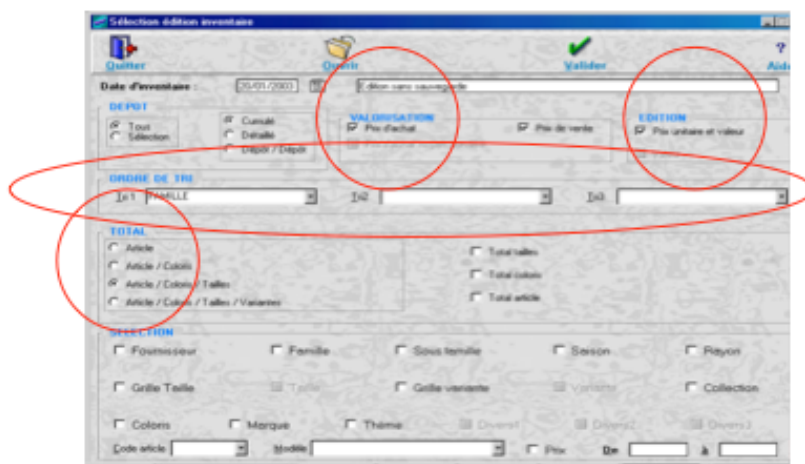 Sélection édition inventaire
Quitter Ouvrir Valider Aide
Date d'inventaire : 20/01/2003 Edition sans sauvegarde
DEPOT VALORISATION EDITION
Tous Cumulé Prix d'achat Prix de vente Prix unitaire et valeur
Sélection Détaillé
Dépôt / Dépôt
ORDRE DE TRI
Tri1 FAMILLE Tri2 Tri3
TOTAL
Article Total tailles
Article / Coloris Total coloris
Article / Coloris / Tailles Total article
Article / Coloris / Tailles / Variantes
SELECTION
Fournisseur Famille Sous famille Saison Rayon
Grille Taille Taille Grille variante Variante Collection
Coloris Marque Thème Divers1 Divers2 Divers3
Code article Modèle Prix De à